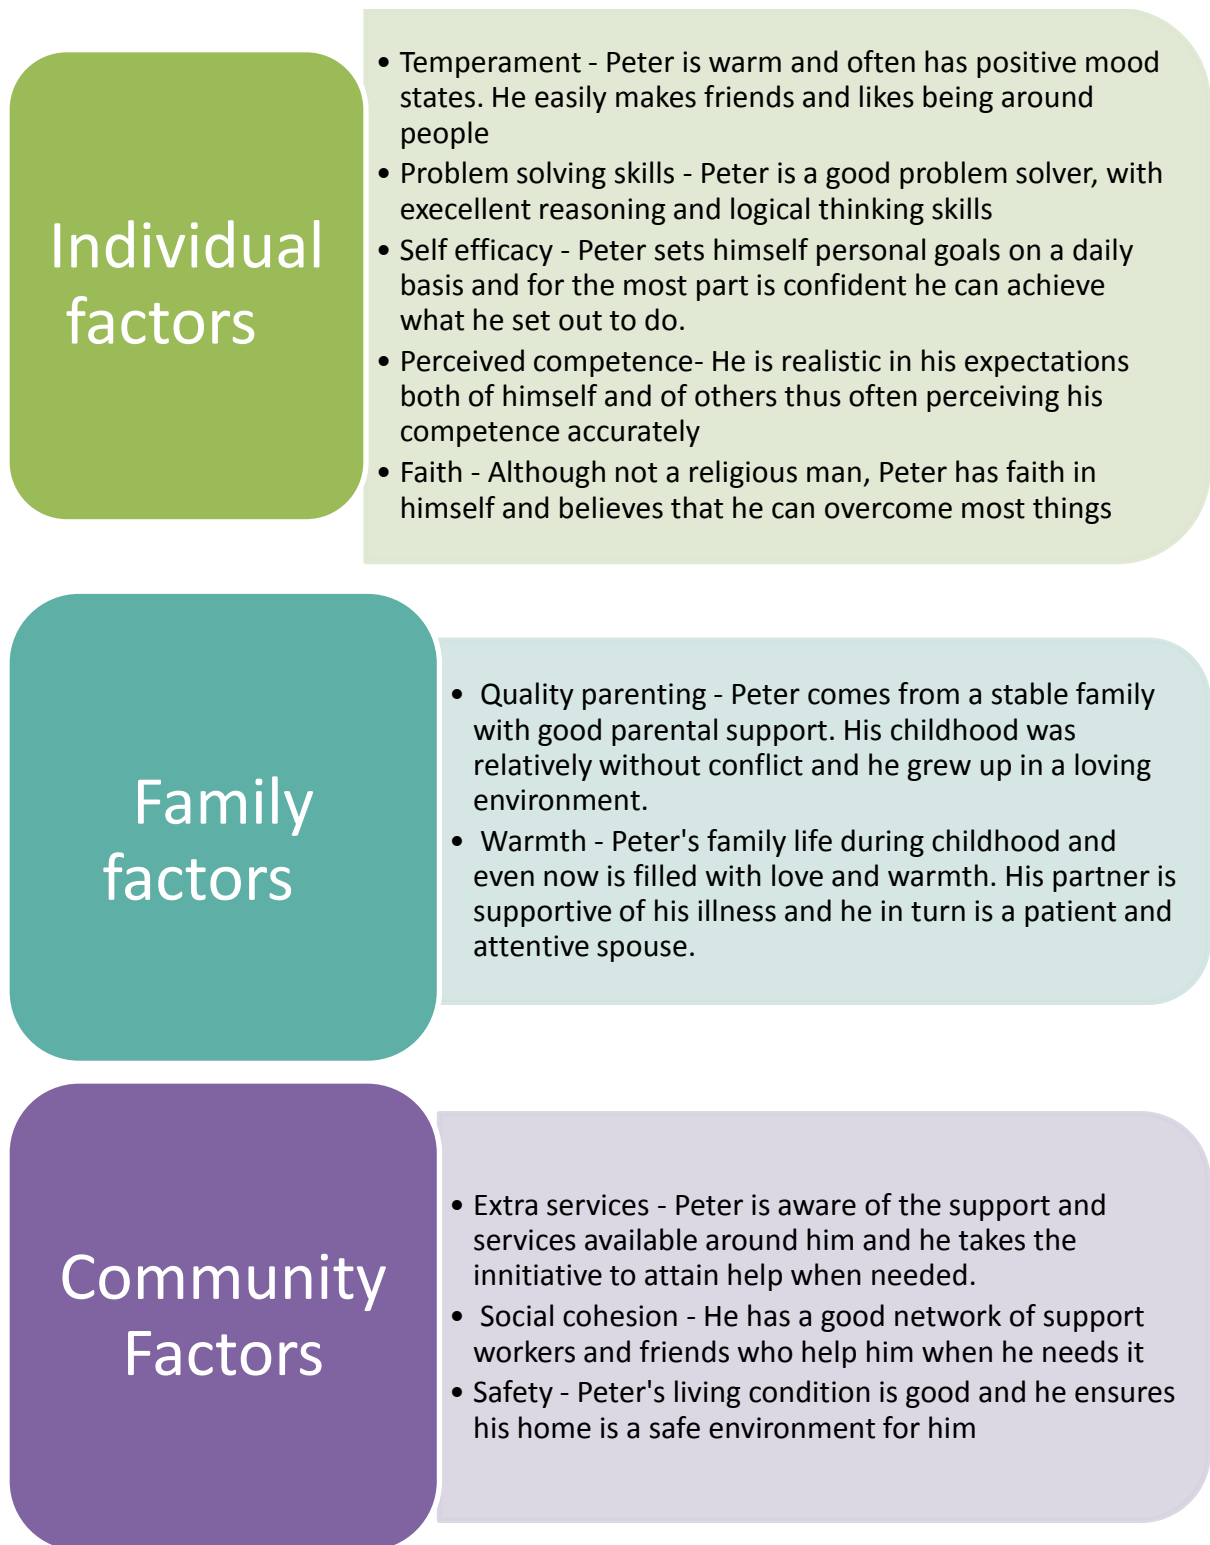 Individual
factors
• Temperament - Peter is warm and often has positive mood
states. He easily makes friends and likes being around
people
• Problem solving skills - Peter is a good problem solver, with
execellent reasoning and logical thinking skills
• Self efficacy - Peter sets himself personal goals on a daily
basis and for the most part is confident he can achieve
what he set out to do.
• Perceived competence- He is realistic in his expectations
both of himself and of others thus often perceiving his
competence accurately
• Faith - Although not a religious man, Peter has faith in
himself and believes that he can overcome most things
Family
factors
• Quality parenting - Peter comes from a stable family
with good parental support. His childhood was
relatively without conflict and he grew up in a loving
environment.
• Warmth - Peter's family life during childhood and
even now is filled with love and warmth. His partner is
supportive of his illness and he in turn is a patient and
attentive spouse.
Community
Factors
• Extra services - Peter is aware of the support and
services available around him and he takes the
innitiative to attain help when needed.
• Social cohesion - He has a good network of support
workers and friends who help him when he needs it
• Safety - Peter's living condition is good and he ensures
his home is a safe environment for him